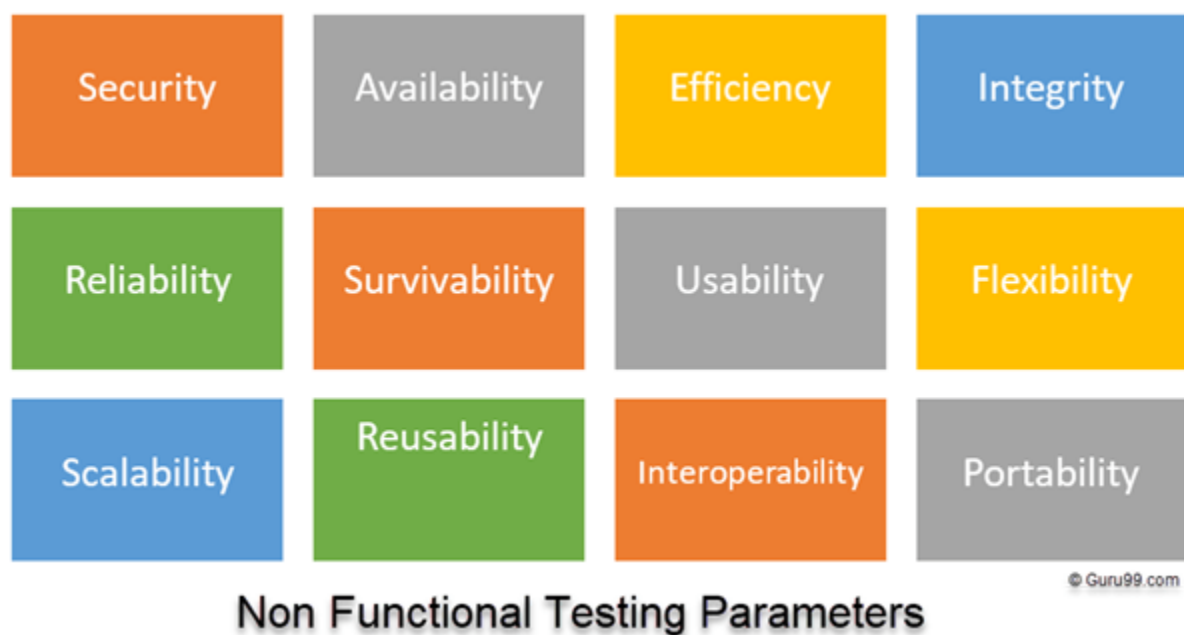 Security
Availability
Efficiency
Integrity
Reliability
Survivability
Usability
Flexibility
Scalability
Reusability
Interoperability
Portability
© Guru99.com
Non Functional Testing Parameters